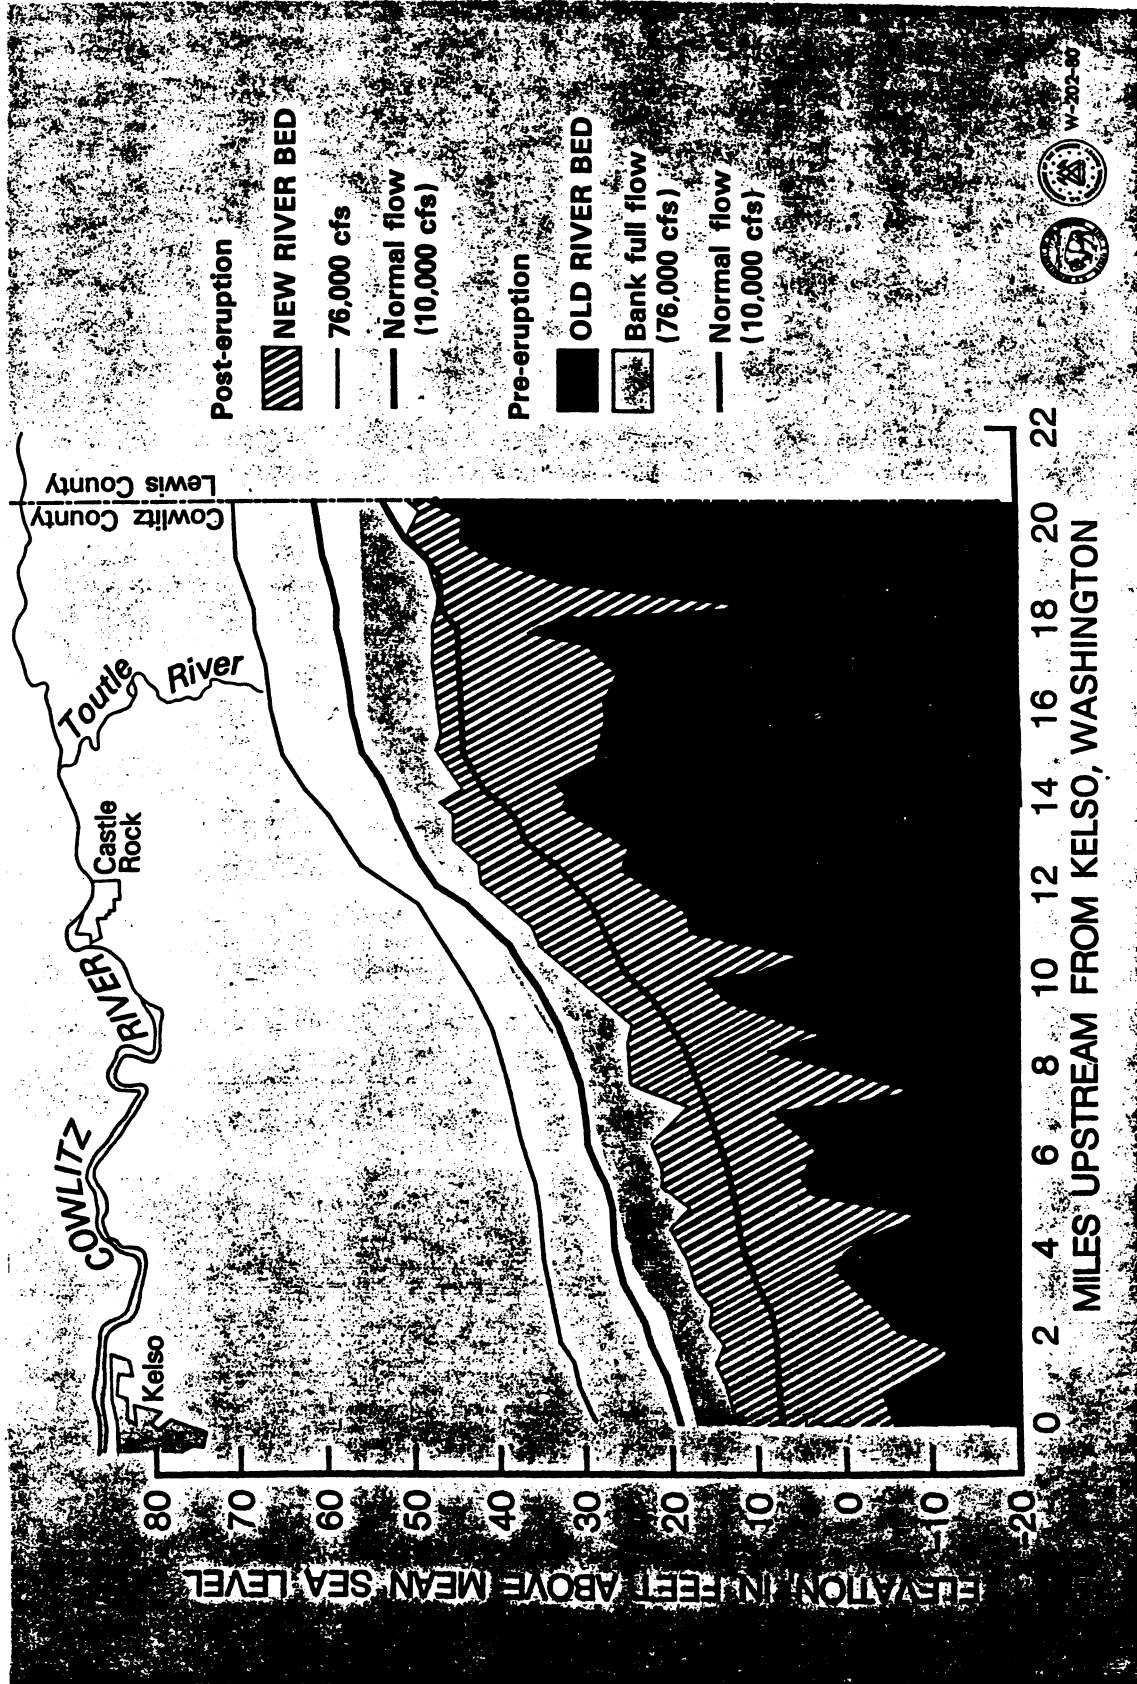 COWLITZ RIVER
Toutle River
Castle
Rock
Kelso
Cowlitz County
Lewis County
ELEVATION IN FEET ABOVE MEAN SEA LEVEL
80
70
60
50
40
30
20
10
0
-10
-20
0 2 4 6 8 10 12 14 16 18 20 22
MILES UPSTREAM FROM KELSO, WASHINGTON
Post-eruption
NEW RIVER BED
76,000 cfs
Normal flow
(10,000 cfs)
Pre-eruption
OLD RIVER BED
Bank full flow
(76,000 cfs)
Normal flow
(10,000 cfs)
W-202-80